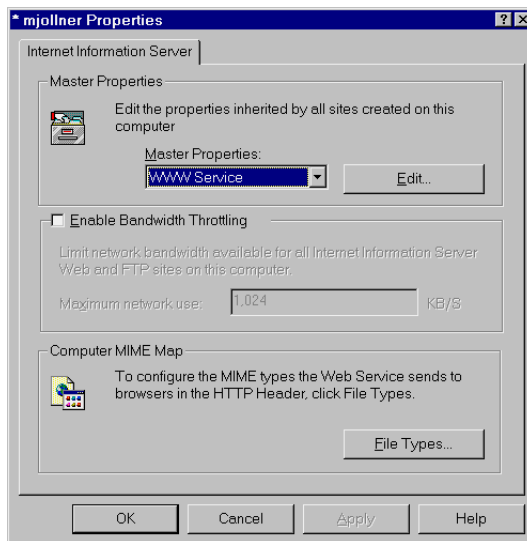 * mjollner Properties
Internet Information Server
Master Properties
Edit the properties inherited by all sites created on this
computer
Master Properties:
WWW Service
Edit...
Enable Bandwidth Throttling
Limit network bandwidth available for all Internet Information Server
Web and FTP sites on this computer.
Maximum network use: 1,024 KB/S
Computer MIME Map
To configure the MIME types the Web Service sends to
browsers in the HTTP Header, click File Types.
File Types...
OK Cancel Apply Help